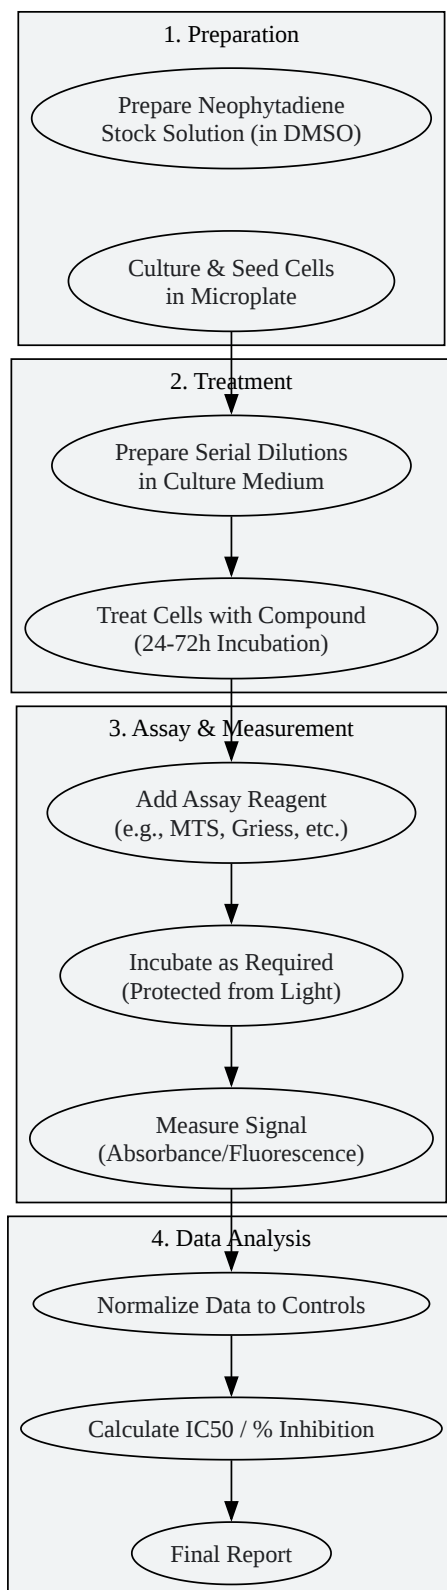 1. Preparation
Prepare Neophytadiene
Stock Solution (in DMSO)
Culture & Seed Cells
in Microplate
2. Treatment
Prepare Serial Dilutions
in Culture Medium
Treat Cells with Compound
(24-72h Incubation)
3. Assay & Measurement
Add Assay Reagent
(e.g., MTS, Griess, etc.)
Incubate as Required
(Protected from Light)
Measure Signal
(Absorbance/Fluorescence)
4. Data Analysis
Normalize Data to Controls
Calculate IC50 / % Inhibition
Final Report